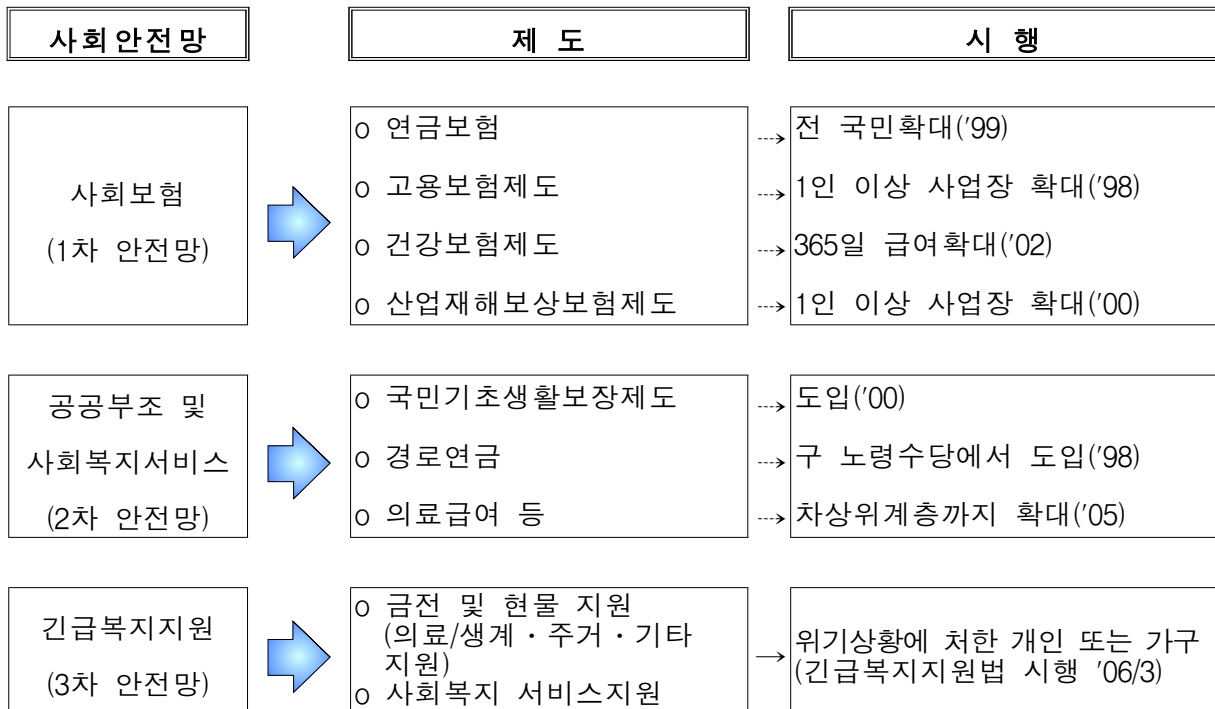 사회안전망 제 도 시 행
사회보험
(1차 안전망)
o 연금보험 전 국민확대('99)
o 고용보험제도 1인 이상 사업장 확대('98)
o 건강보험제도 365일 급여확대('02)
o 산업재해보상보험제도 1인 이상 사업장 확대('00)
공공부조 및
사회복지서비스
(2차 안전망)
o 국민기초생활보장제도 도입('00)
o 경로연금 구 노령수당에서 도입('98)
o 의료급여 등 차상위계층까지 확대('05)
긴급복지지원
(3차 안전망)
o 금전 및 현물 지원
(의료/생계·주거·기타
지원)
o 사회복지 서비스지원
위기상황에 처한 개인 또는 가구
(긴급복지지원법 시행 '06/3)